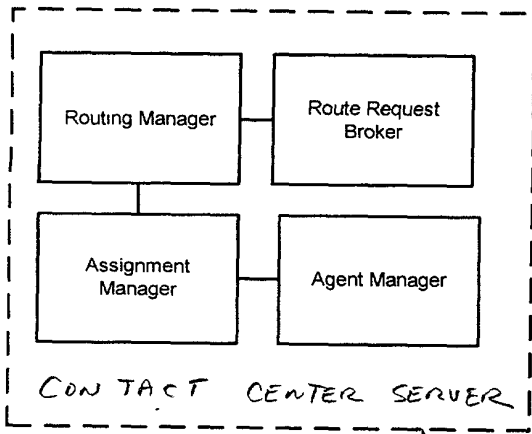 Routing Manager
Route Request
Broker
Assignment
Manager
Agent Manager
CONTACT CENTER SERVER